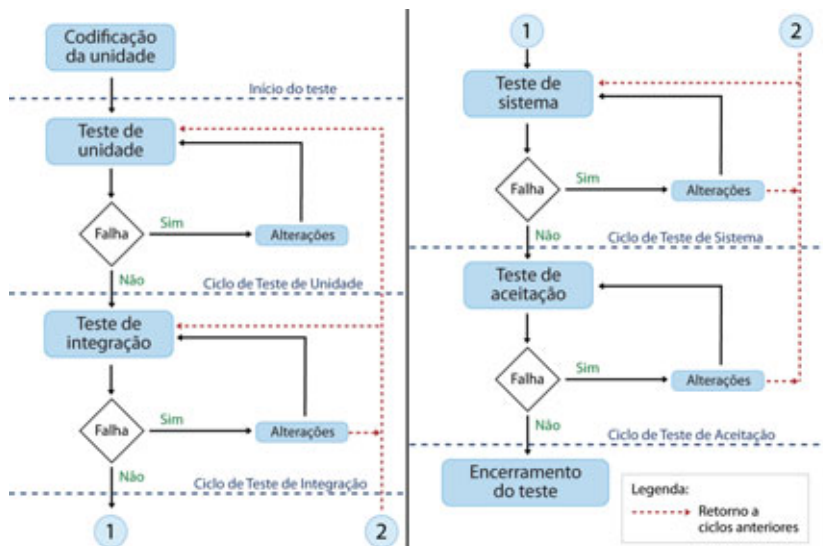 Codificação
da unidade
Início do teste
Teste de
unidade
Falha
Sim
Alterações
Não
Ciclo de Teste de Unidade
Teste de
integração
Falha
Sim
Alterações
Não
Ciclo de Teste de Integração
1
2
1
2
Teste de
sistema
Falha
Sim
Alterações
Não
Ciclo de Teste de Sistema
Teste de
aceitação
Falha
Sim
Alterações
Não
Ciclo de Teste de Aceitação
Encerramento
do teste
Legenda:
Retorno a
ciclos anteriores